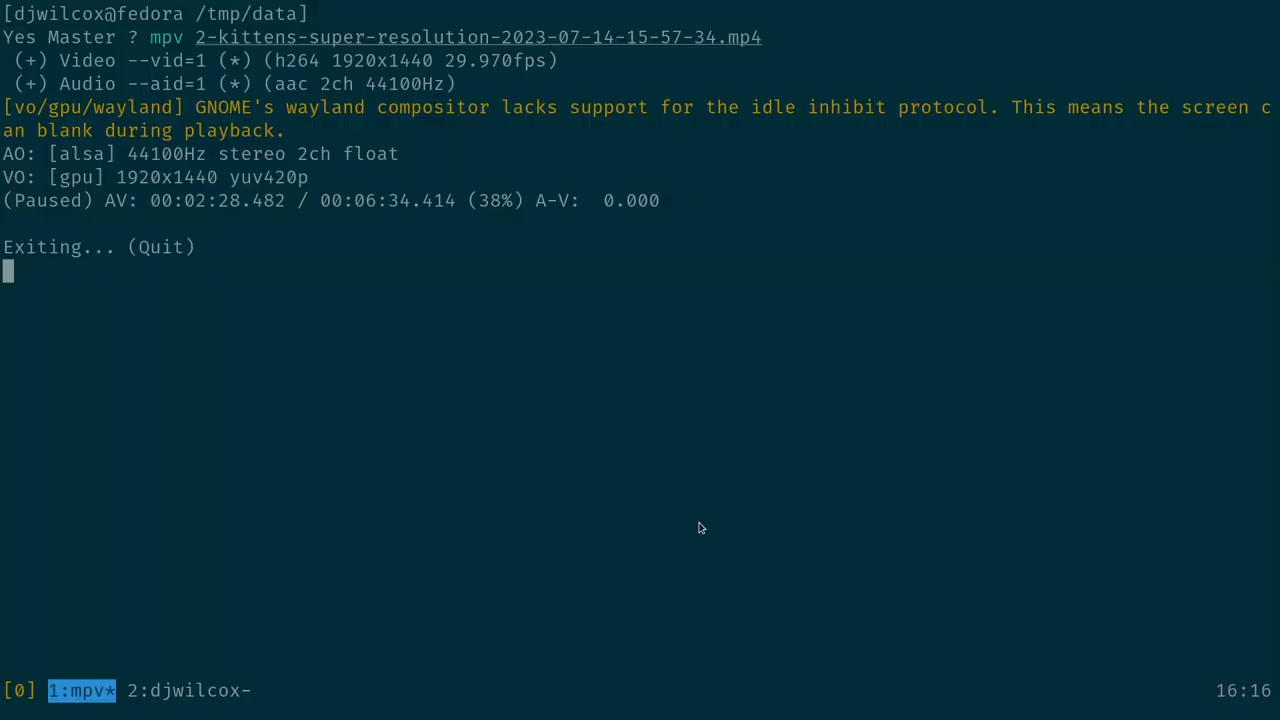 [djwilcox@fedora /tmp/data]
Yes Master ? mpv 2-kittens-super-resolution-2023-07-14-15-57-34.mp4
 (+) Video --vid=1 (*) (h264 1920x1440 29.970fps)
 (+) Audio --aid=1 (*) (aac 2ch 44100Hz)
[vo/gpu/wayland] GNOME's wayland compositor lacks support for the idle inhibit protocol. This means the screen c
an blank during playback.
AO: [alsa] 44100Hz stereo 2ch float
VO: [gpu] 1920x1440 yuv420p
(Paused) AV: 00:02:28.482 / 00:06:34.414 (38%) A-V:  0.000
Exiting... (Quit)
[0] 1:mpv* 2:djwilcox- 16:16